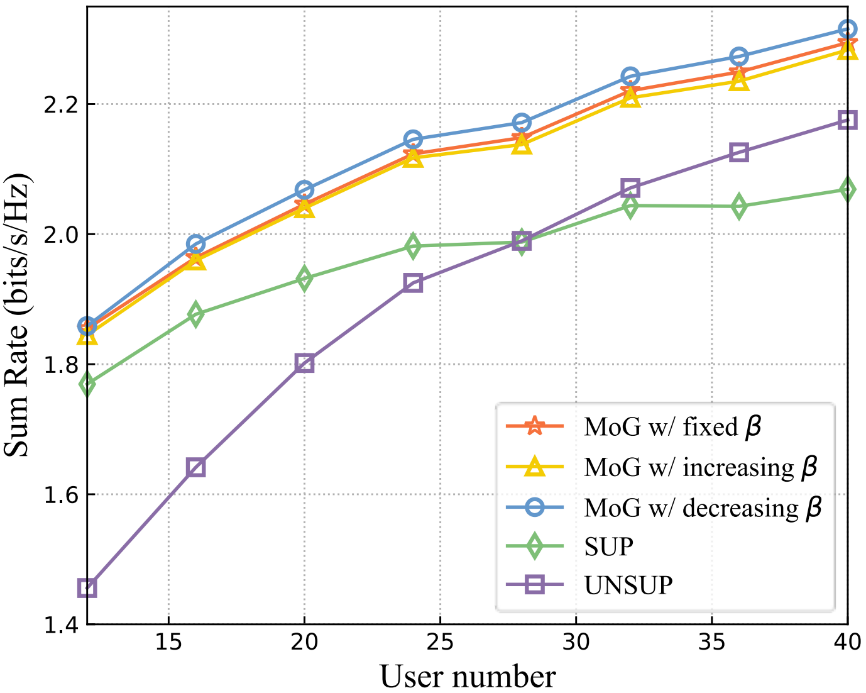 Sum Rate (bits/s/Hz)
2.2
2.0
1.8
1.6
1.4
MoG w/ fixed β
MoG w/ increasing β
MoG w/ decreasing β
SUP
UNSUP
15 20 25 30 35 40
User number